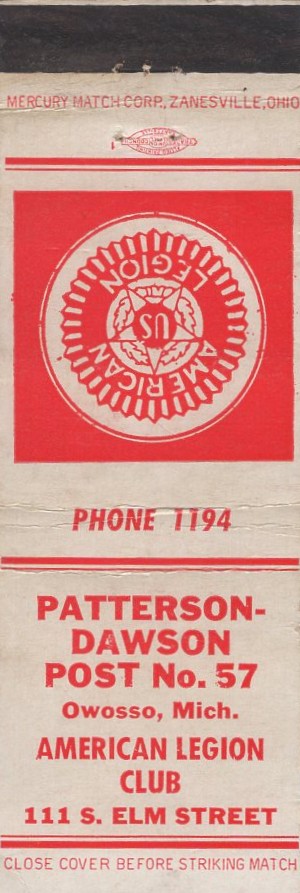 MERCURY MATCH CORP., ZANESVILLE, OHIO
AMERICAN
LEGION
US
PHONE 1194
PATTERSON-
DAWSON
POST No. 57
Owosso, Mich.
AMERICAN LEGION
CLUB
111 S. ELM STREET
CLOSE COVER BEFORE STRIKING MATCH